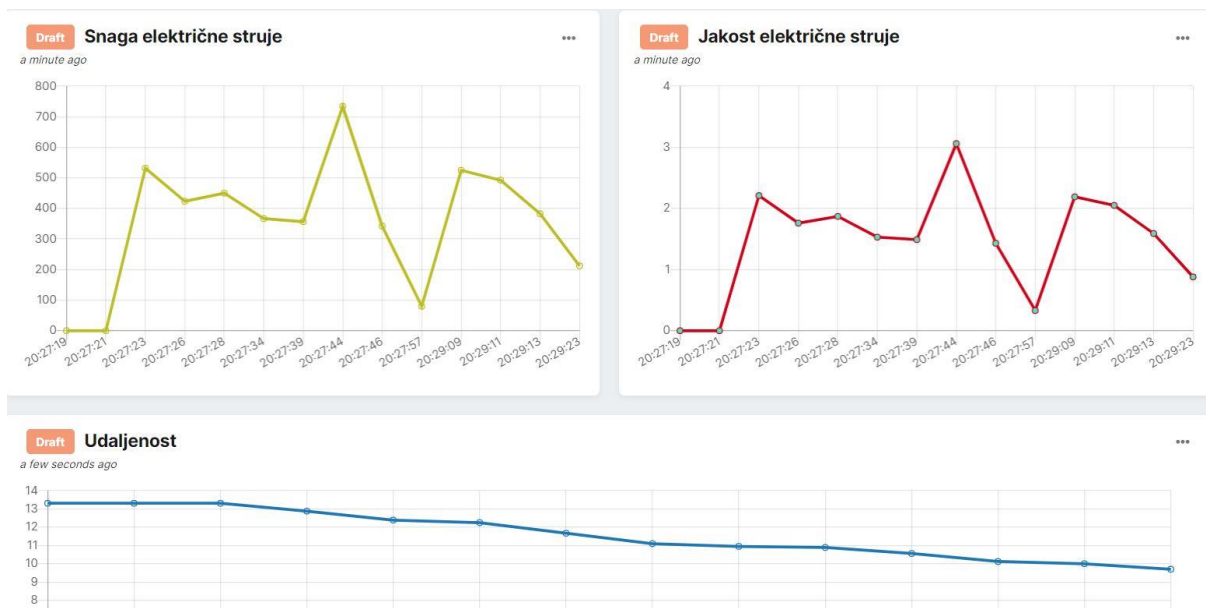 Draft Snaga električne struje •••
a minute ago
800
700
600
500
400
300
200
100
0
20:27:19 20:27:21 20:27:23 20:27:26 20:27:28 20:27:34 20:27:39 20:27:44 20:27:46 20:27:57 20:29:09 20:29:11 20:29:13 20:29:23
Draft Jakost električne struje •••
a minute ago
4
3
2
1
0
20:27:19 20:27:21 20:27:23 20:27:26 20:27:28 20:27:34 20:27:39 20:27:44 20:27:46 20:27:57 20:29:09 20:29:11 20:29:13 20:29:23
Draft Udaljenost •••
a few seconds ago
14
13
12
11
10
9
8